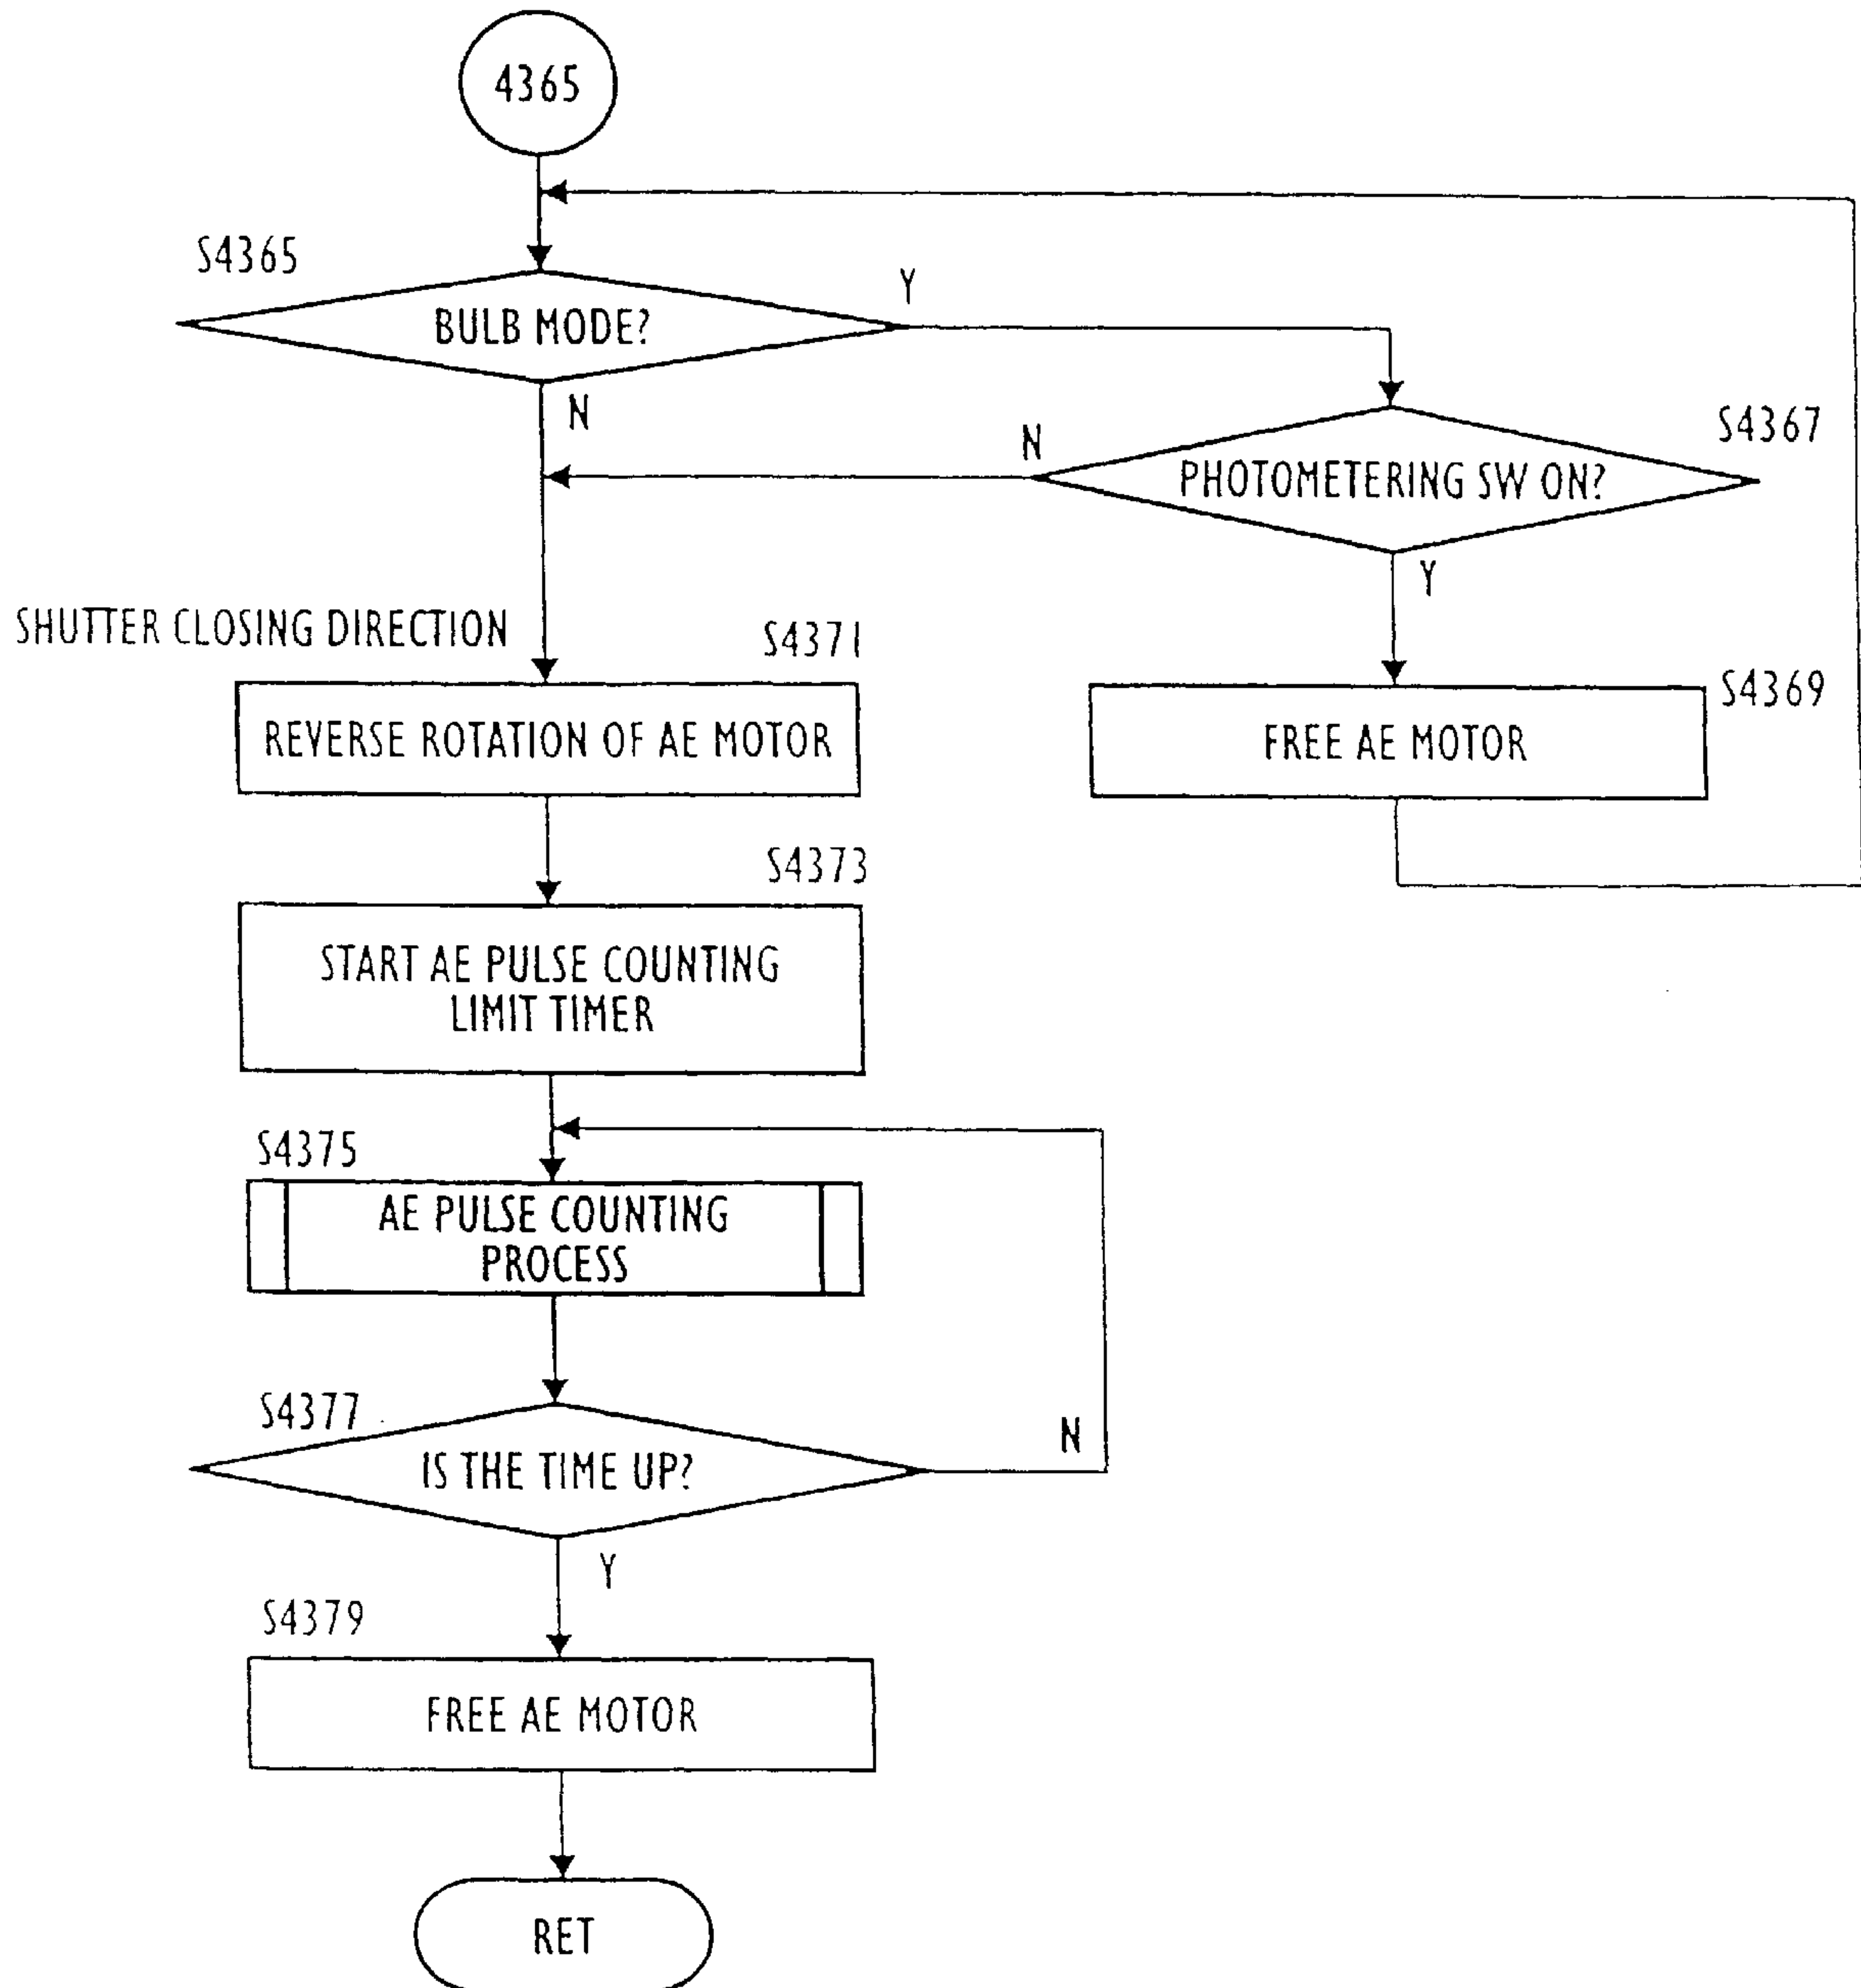 4365
S4365
BULB MODE?
Y
N
S4367
PHOTOMETERING SW ON?
N
Y
SHUTTER CLOSING DIRECTION
S4371
REVERSE ROTATION OF AE MOTOR
S4369
FREE AE MOTOR
S4373
START AE PULSE COUNTING
LIMIT TIMER
S4375
AE PULSE COUNTING
PROCESS
S4377
IS THE TIME UP?
N
Y
S4379
FREE AE MOTOR
RET